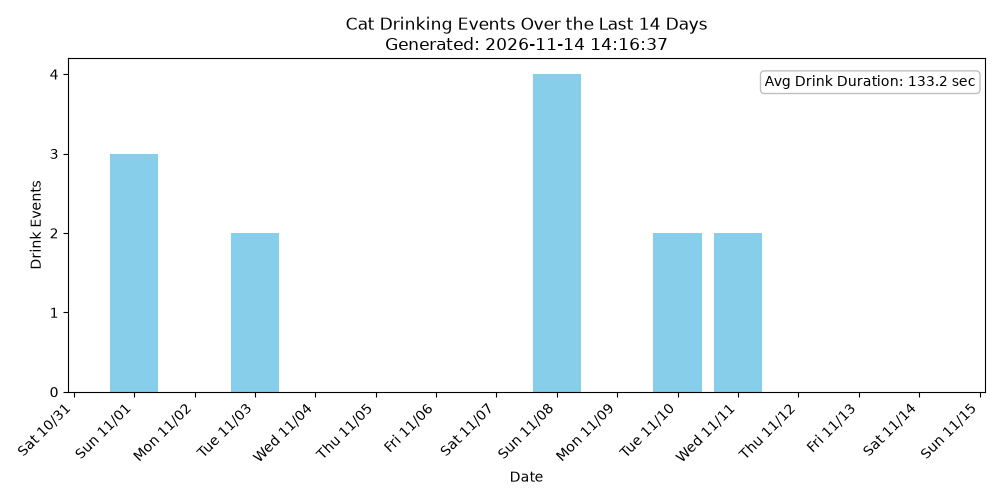 Cat Drinking Events Over the Last 14 Days
Generated: 2026-11-14 14:16:37
Avg Drink Duration: 133.2 sec
Drink Events
4
3
2
1
0
Sat 10/31
Sun 11/01
Mon 11/02
Tue 11/03
Wed 11/04
Thu 11/05
Fri 11/06
Sat 11/07
Sun 11/08
Mon 11/09
Tue 11/10
Wed 11/11
Thu 11/12
Fri 11/13
Sat 11/14
Sun 11/15
Date